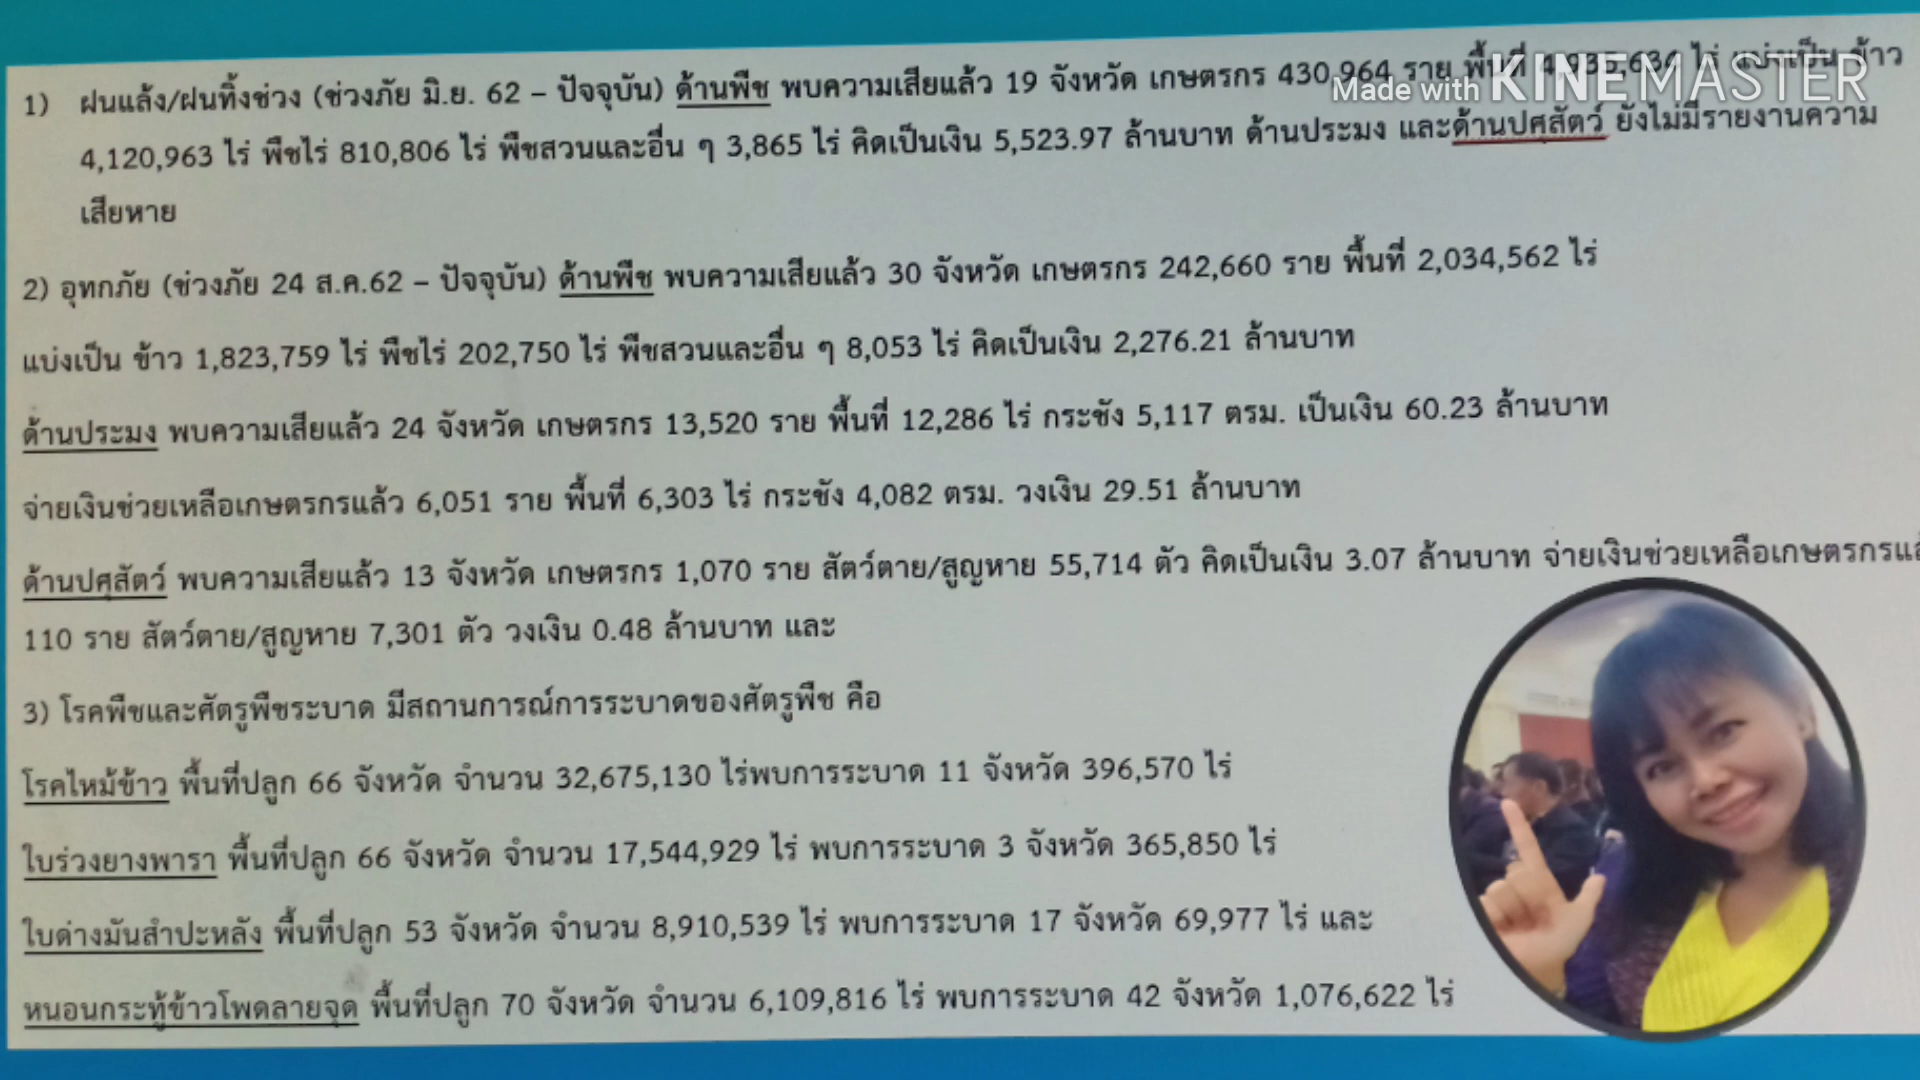 1) ฝนแล้ง/ฝนทิ้งช่วง (ช่วงภัย มิ.ย. 62 – ปัจจุบัน) ด้านพืช พบความเสียแล้ว 19 จังหวัด เกษตรกร 430,964 ราย พื้นที่ 4,935,634 ไร่ แบ่งเป็น ข้าว
Made with KINEMASTER
4,120,963 ไร่ พืชไร่ 810,806 ไร่ พืชสวนและอื่น ๆ 3,865 ไร่ คิดเป็นเงิน 5,523.97 ล้านบาท ด้านประมง และด้านปศุสัตว์ ยังไม่มีรายงานความ
เสียหาย
2) อุทกภัย (ช่วงภัย 24 ส.ค.62 – ปัจจุบัน) ด้านพืช พบความเสียแล้ว 30 จังหวัด เกษตรกร 242,660 ราย พื้นที่ 2,034,562 ไร่
แบ่งเป็น ข้าว 1,823,759 ไร่ พืชไร่ 202,750 ไร่ พืชสวนและอื่น ๆ 8,053 ไร่ คิดเป็นเงิน 2,276.21 ล้านบาท
ด้านประมง พบความเสียแล้ว 24 จังหวัด เกษตรกร 13,520 ราย พื้นที่ 12,286 ไร่ กระชัง 5,117 ตรม. เป็นเงิน 60.23 ล้านบาท
จ่ายเงินช่วยเหลือเกษตรกรแล้ว 6,051 ราย พื้นที่ 6,303 ไร่ กระชัง 4,082 ตรม. วงเงิน 29.51 ล้านบาท
ด้านปศุสัตว์ พบความเสียแล้ว 13 จังหวัด เกษตรกร 1,070 ราย สัตว์ตาย/สูญหาย 55,714 ตัว คิดเป็นเงิน 3.07 ล้านบาท จ่ายเงินช่วยเหลือเกษตรกร
110 ราย สัตว์ตาย/สูญหาย 7,301 ตัว วงเงิน 0.48 ล้านบาท และ
3) โรคพืชและศัตรูพืชระบาด มีสถานการณ์การระบาดของศัตรูพืช คือ
โรคไหม้ข้าว พื้นที่ปลูก 66 จังหวัด จำนวน 32,675,130 ไร่พบการระบาด 11 จังหวัด 396,570 ไร่
ใบร่วงยางพารา พื้นที่ปลูก 66 จังหวัด จำนวน 17,544,929 ไร่ พบการระบาด 3 จังหวัด 365,850 ไร่
ใบด่างมันสำปะหลัง พื้นที่ปลูก 53 จังหวัด จำนวน 8,910,539 ไร่ พบการระบาด 17 จังหวัด 69,977 ไร่ และ
หนอนกระทู้ข้าวโพดลายจุด พื้นที่ปลูก 70 จังหวัด จำนวน 6,109,816 ไร่ พบการระบาด 42 จังหวัด 1,076,622 ไร่